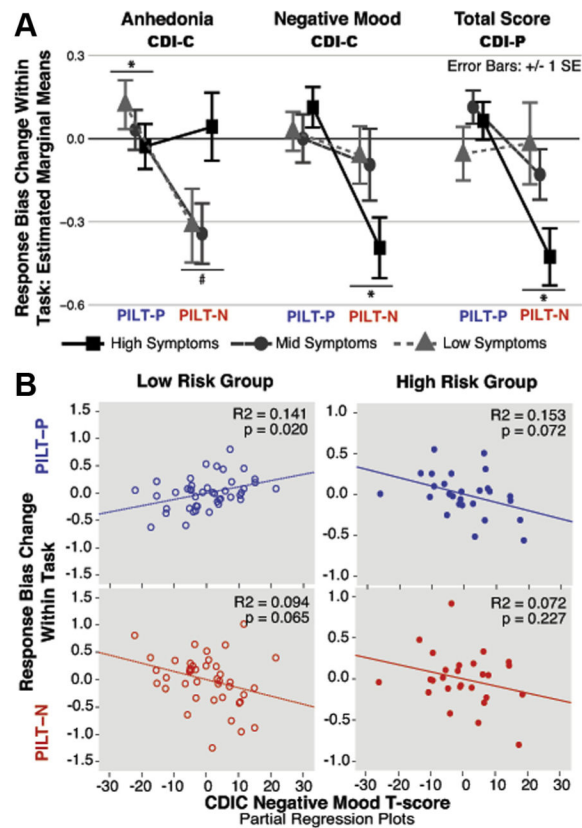 A
Anhedonia
CDI-C
Negative Mood
CDI-C
Total Score
CDI-P
Error Bars: +/- 1 SE
Response Bias Change Within
Task: Estimated Marginal Means
0.3
0.0
-0.3
-0.6
*
#
*
*
PILT-P PILT-N
PILT-P PILT-N
PILT-P PILT-N
High Symptoms Mid Symptoms Low Symptoms
B
Low Risk Group
High Risk Group
PILT-P
PILT-N
Response Bias Change
Within Task
1.5
1.0
0.5
0.0
-0.5
-1.0
-1.5
R2 = 0.141
p = 0.020
1.0
0.5
0.0
-0.5
-1.0
R2 = 0.153
p = 0.072
1.5
1.0
0.5
0.0
-0.5
-1.0
-1.5
R2 = 0.094
p = 0.065
1.0
0.5
0.0
-0.5
-1.0
R2 = 0.072
p = 0.227
-30 -20 -10 0 10 20 30
-30 -20 -10 0 10 20 30
CDIC Negative Mood T-score
Partial Regression Plots